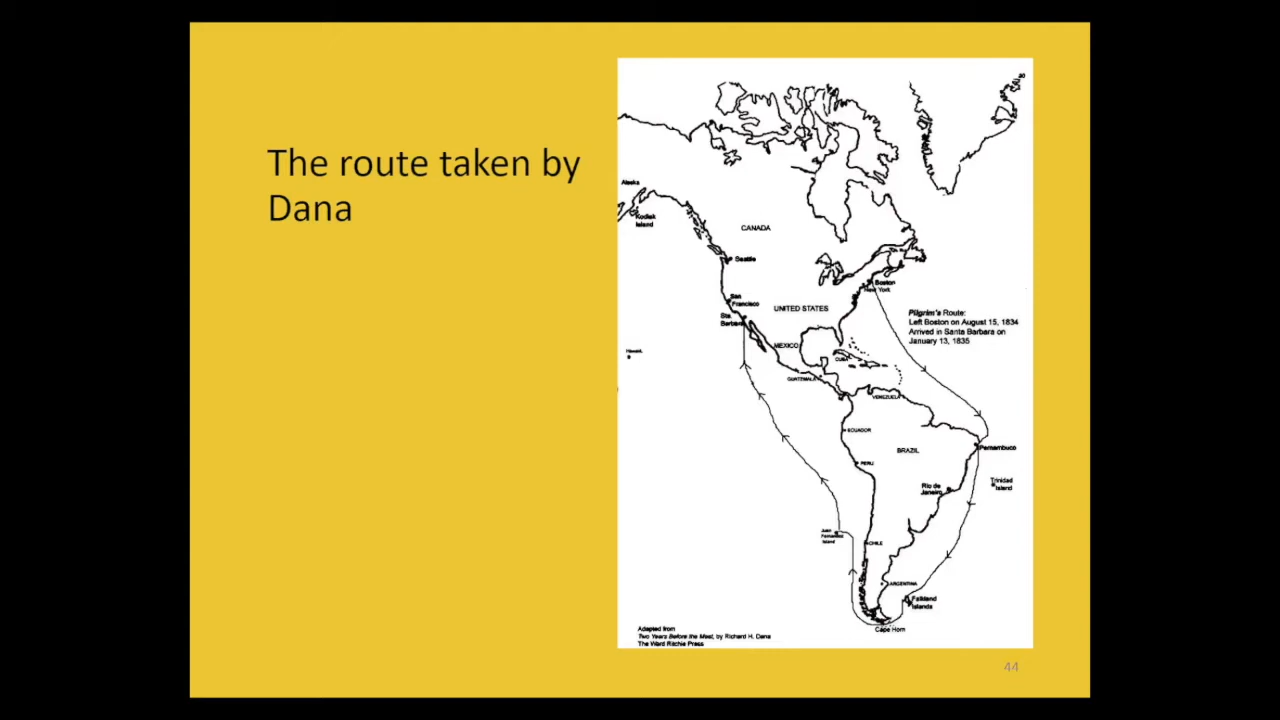 The route taken by
Dana
20
Alaska
Kodiak
Island
CANADA
Seattle
San
Francisco
Sta.
Barbara
UNITED STATES
Boston
New York
Pilgrim's Route:
Left Boston on August 15, 1834
Arrived in Santa Barbara on
January 13, 1835
MEXICO
CUBA
GUATEMALA
VENEZUELA
ECUADOR
BRAZIL
Pernambuco
PERU
Rio de
Janeiro
Trinidad
Island
Juan
Fernandez
Island
CHILE
ARGENTINA
Falkland
Islands
Cape Horn
Adapted from
Two Years Before the Mast, by Richard H. Dana
The Ward Ritchie Press
44